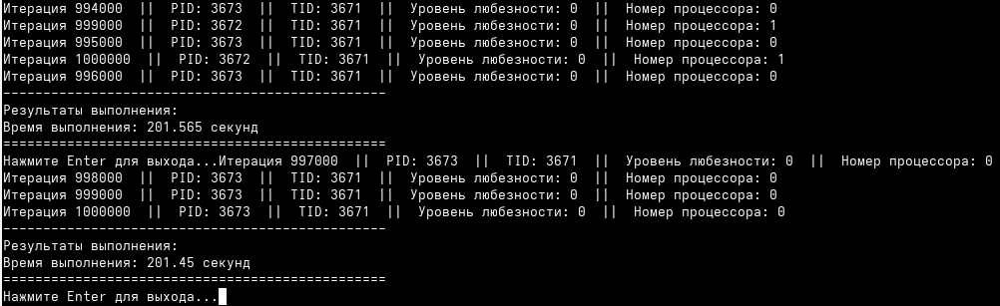 Итерация 994000  ||  PID: 3673  ||  TID: 3671  ||  Уровень любезности: 0  ||  Номер процессора: 0
Итерация 999000  ||  PID: 3672  ||  TID: 3671  ||  Уровень любезности: 0  ||  Номер процессора: 1
Итерация 995000  ||  PID: 3673  ||  TID: 3671  ||  Уровень любезности: 0  ||  Номер процессора: 0
Итерация 1000000  ||  PID: 3672  ||  TID: 3671  ||  Уровень любезности: 0  ||  Номер процессора: 1
Итерация 996000  ||  PID: 3673  ||  TID: 3671  ||  Уровень любезности: 0  ||  Номер процессора: 0
------------------------------------------------
Результаты выполнения:
Время выполнения: 201.565 секунд
================================================
Нажмите Enter для выхода...Итерация 997000  ||  PID: 3673  ||  TID: 3671  ||  Уровень любезности: 0  ||  Номер процессора: 0
Итерация 998000  ||  PID: 3673  ||  TID: 3671  ||  Уровень любезности: 0  ||  Номер процессора: 0
Итерация 999000  ||  PID: 3673  ||  TID: 3671  ||  Уровень любезности: 0  ||  Номер процессора: 0
Итерация 1000000  ||  PID: 3673  ||  TID: 3671  ||  Уровень любезности: 0  ||  Номер процессора: 0
------------------------------------------------
Результаты выполнения:
Время выполнения: 201.45 секунд
================================================
Нажмите Enter для выхода...